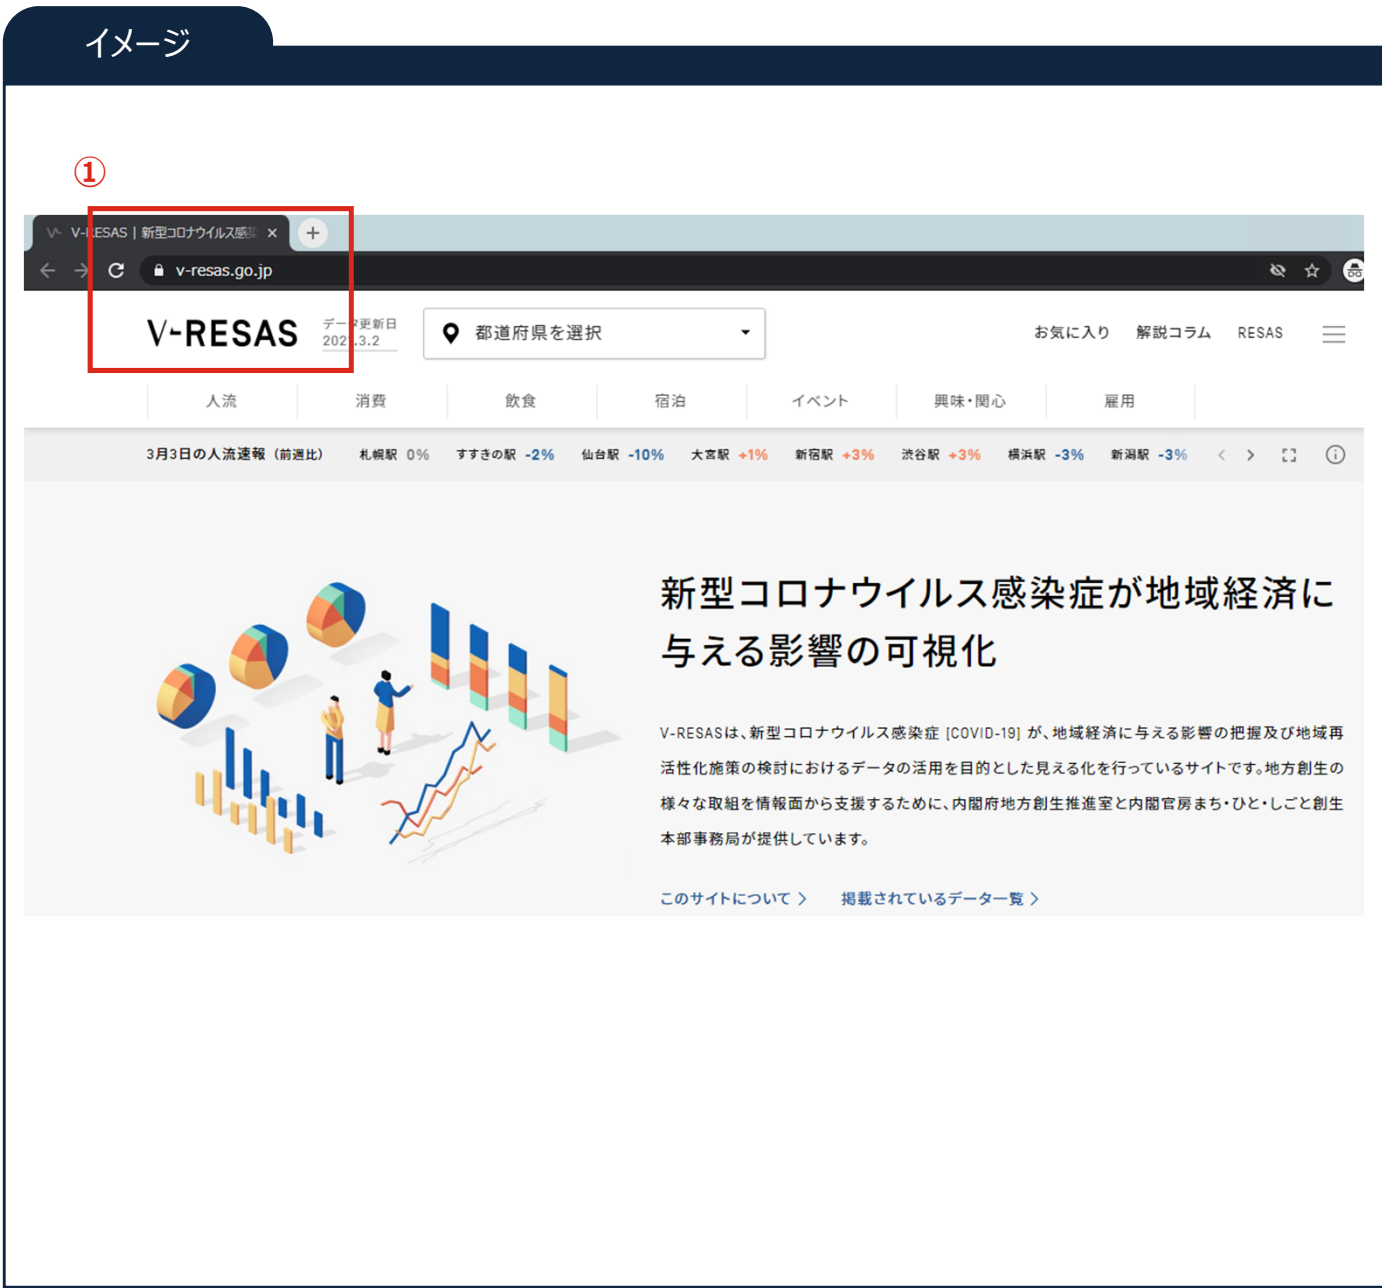 イメージ
①
V-RESAS | 新型コロナウイルス感
v-resas.go.jp
V-RESAS
データ更新日
3.2
都道府県を選択
お気に入り 解説コラム RESAS
人流 消費 飲食 宿泊 イベント 興味・関心 雇用
3月3日の人流速報（前週比） 札幌駅 0% すすきの駅 -2% 仙台駅 -10% 大宮駅 +1% 新宿駅 +3% 渋谷駅 +3% 横浜駅 -3% 新潟駅 -3%
新型コロナウイルス感染症が地域経済に
与える影響の可視化
V-RESASは、新型コロナウイルス感染症 [COVID-19] が、地域経済に与える影響の把握及び地域再
活性化施策の検討におけるデータの活用を目的とした見える化を行っているサイトです。地方創生の
様々な取組を情報面から支援するために、内閣府地方創生推進室と内閣官房まち・ひと・しごと創生
本部事務局が提供しています。
このサイトについて 〉 掲載されているデータ一覧 〉